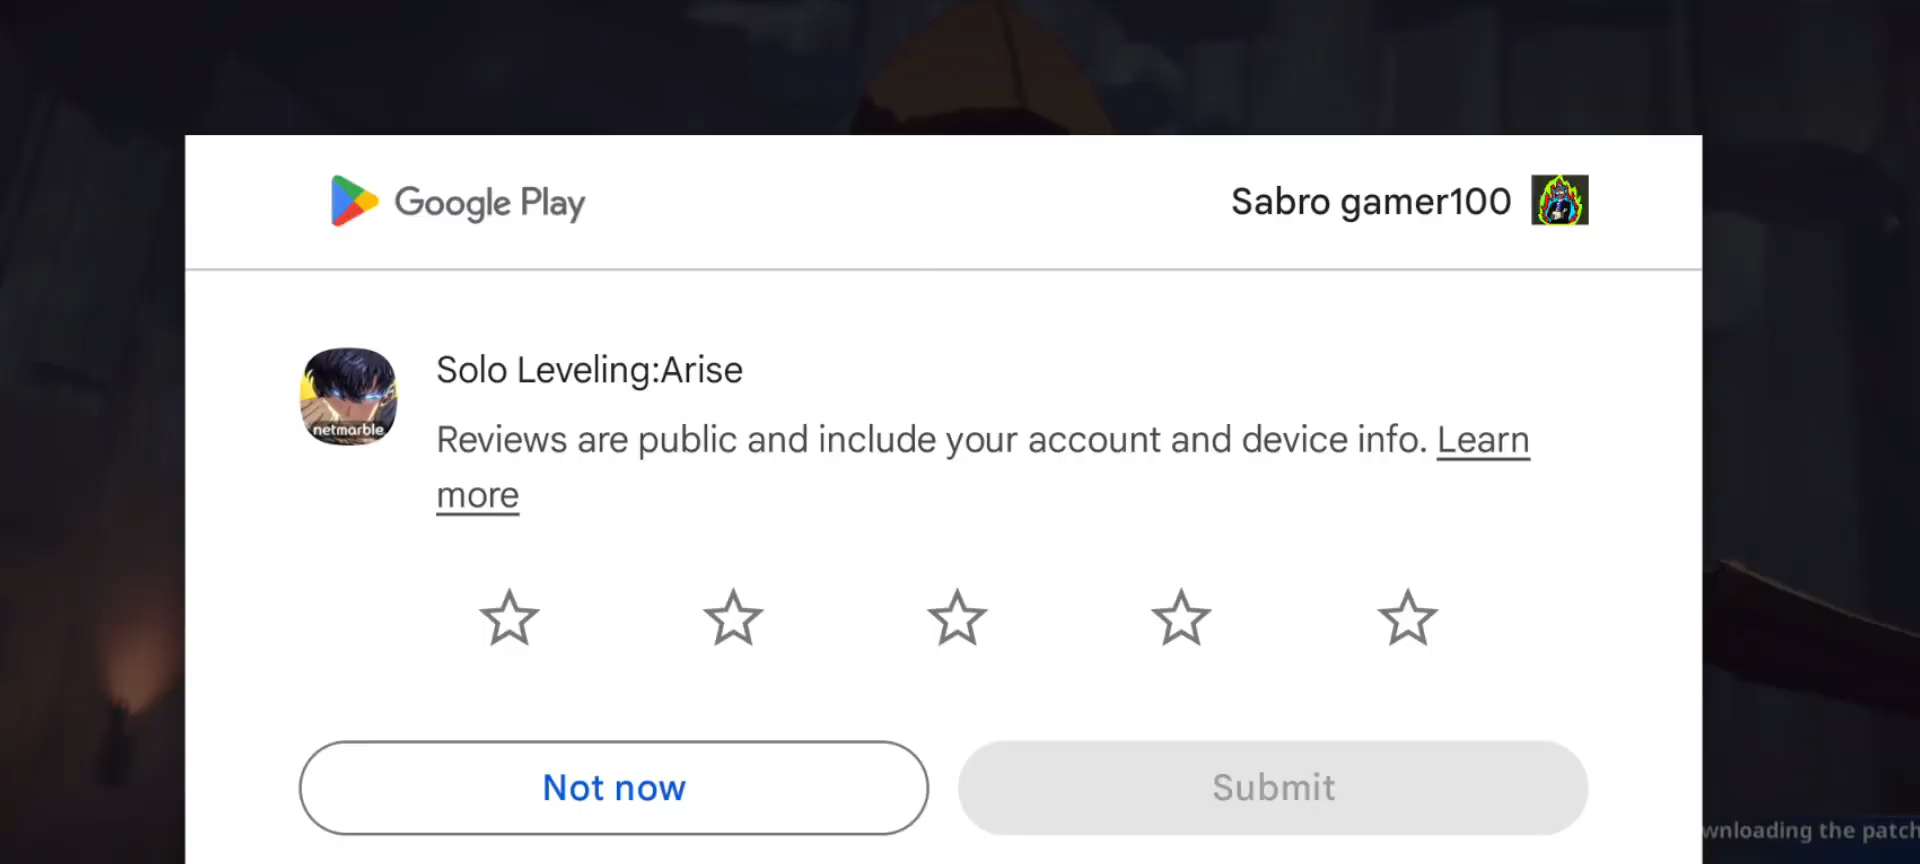 Google Play
Sabro gamer100
Solo Leveling:Arise
netmarble
Reviews are public and include your account and device info. Learn
more
Not now
Submit
the patch